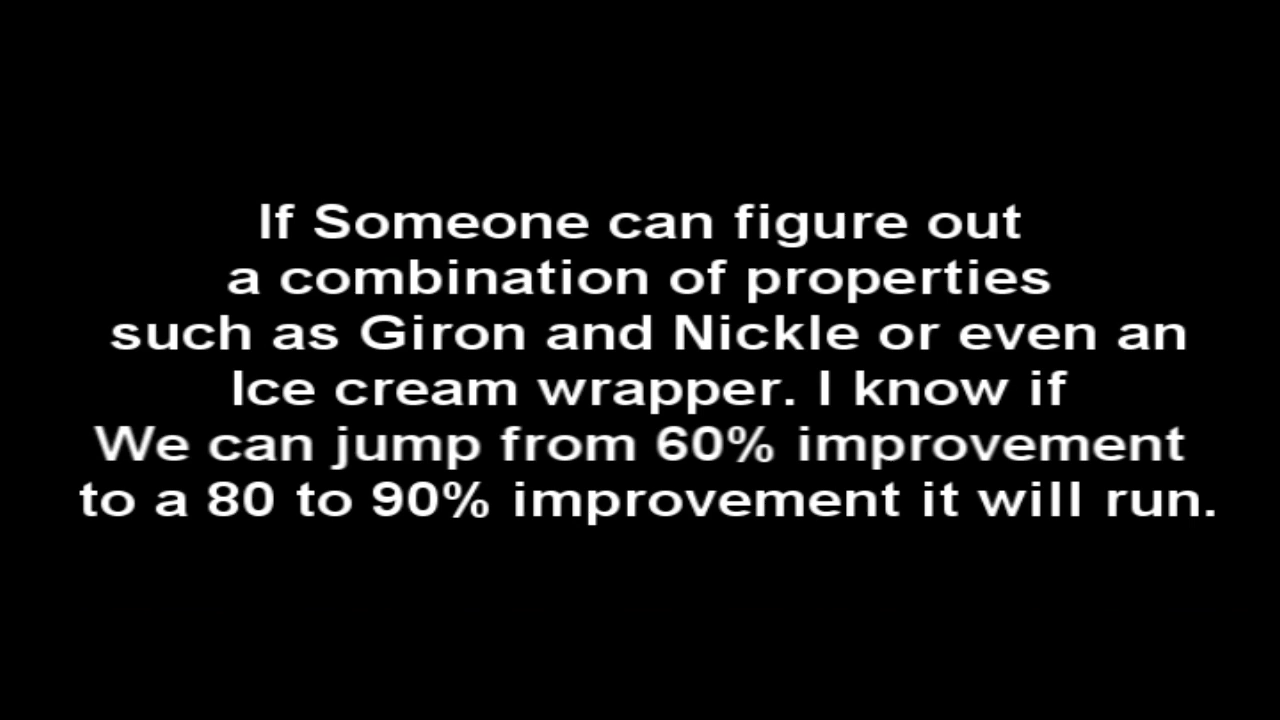 If Someone can figure out
a combination of properties
such as Giron and Nickle or even an
Ice cream wrapper. I know if
We can jump from 60% improvement
to a 80 to 90% improvement it will run.